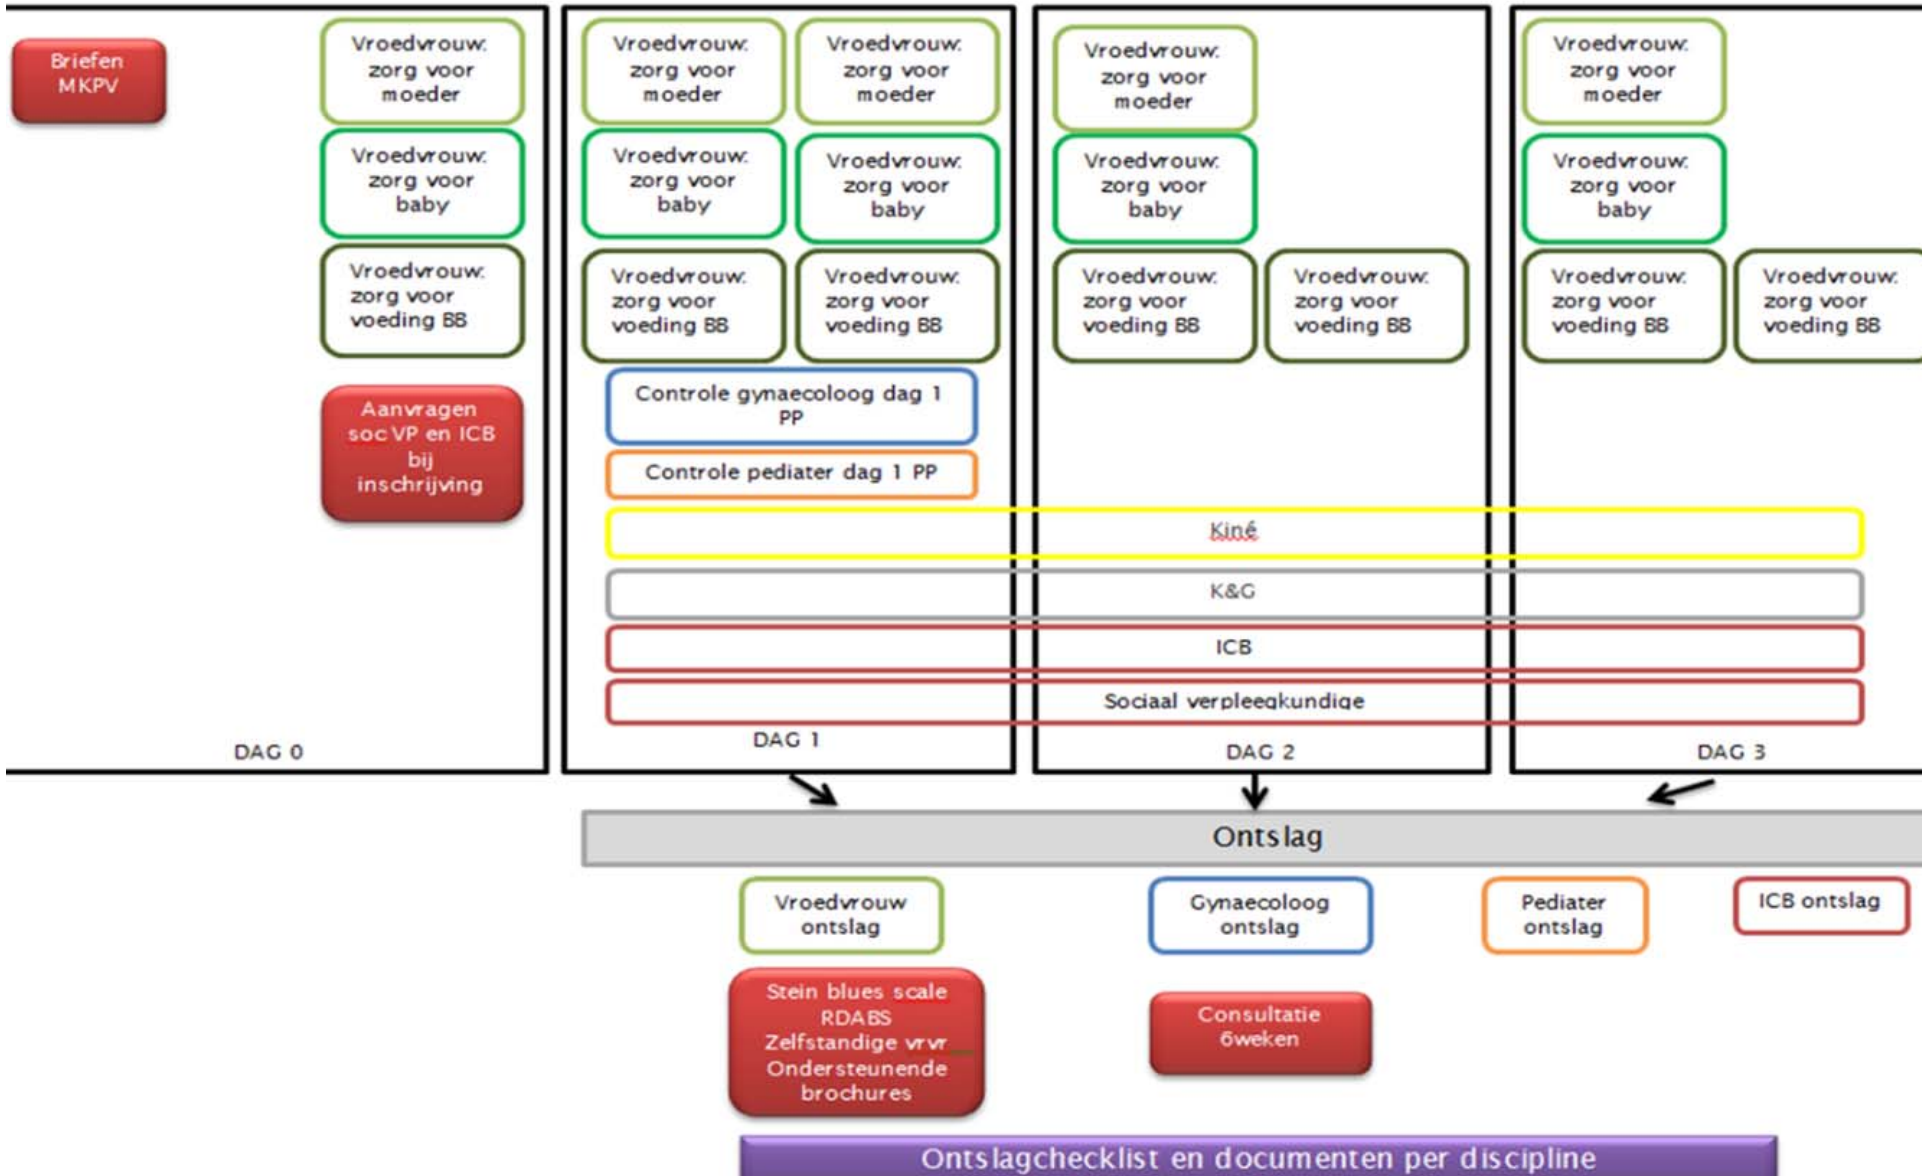 Briefen
MKPV
Vroedvrouw:
zorg voor
moeder
Vroedvrouw:
zorg voor
baby
Vroedvrouw:
zorg voor
voeding BB
Aanvragen
soc VP en ICB
bij
inschrijving
DAG 0
Vroedvrouw:
zorg voor
moeder
Vroedvrouw:
zorg voor
moeder
Vroedvrouw:
zorg voor
baby
Vroedvrouw:
zorg voor
baby
Vroedvrouw:
zorg voor
voeding BB
Vroedvrouw:
zorg voor
voeding BB
Controle gynaecoloog dag 1
PP
Controle pediater dag 1 PP
DAG 1
Vroedvrouw:
zorg voor
moeder
Vroedvrouw:
zorg voor
baby
Vroedvrouw:
zorg voor
voeding BB
Vroedvrouw:
zorg voor
voeding BB
DAG 2
Vroedvrouw:
zorg voor
moeder
Vroedvrouw:
zorg voor
baby
Vroedvrouw:
zorg voor
voeding BB
Vroedvrouw:
zorg voor
voeding BB
DAG 3
Kiné
K&G
ICB
Sociaal verpleegkundige
Ontslag
Vroedvrouw
ontslag
Gynaecoloog
ontslag
Pediater
ontslag
ICB ontslag
Stein blues scale
RDABS
Zelfstandige vrvr
Ondersteunende
brochures
Consultatie
6weken
Ontslagchecklist en documenten per discipline